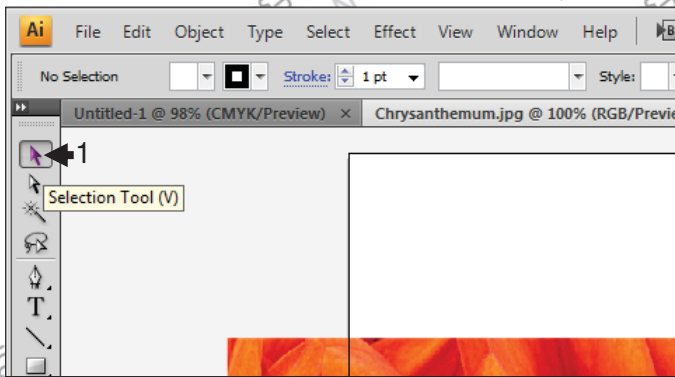 Ai File Edit Object Type Select Effect View Window Help
No Selection Stroke: 1 pt Style:
Untitled-1 @ 98% (CMYK/Preview) × Chrysanthemum.jpg @ 100% (RGB/Previe
1
Selection Tool (V)
T